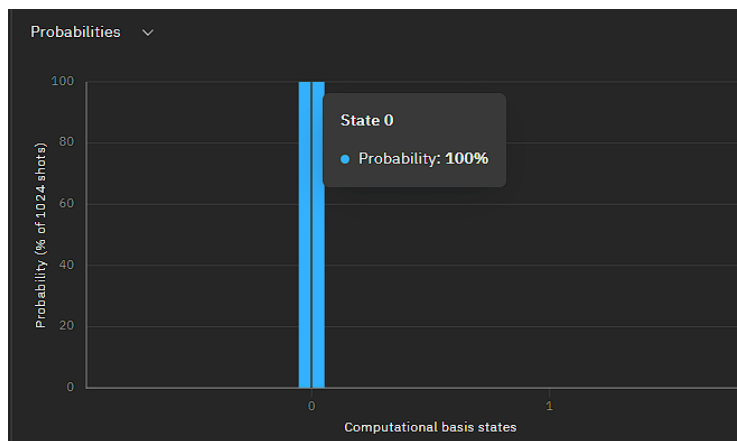 Probabilities
100
State 0
Probability: 100%
80
60
40
20
0
Probability (% of 1024 shots)
0 1
Computational basis states